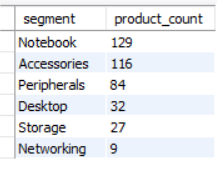 segment product_count
Notebook 129
Accessories 116
Peripherals 84
Desktop 32
Storage 27
Networking 9